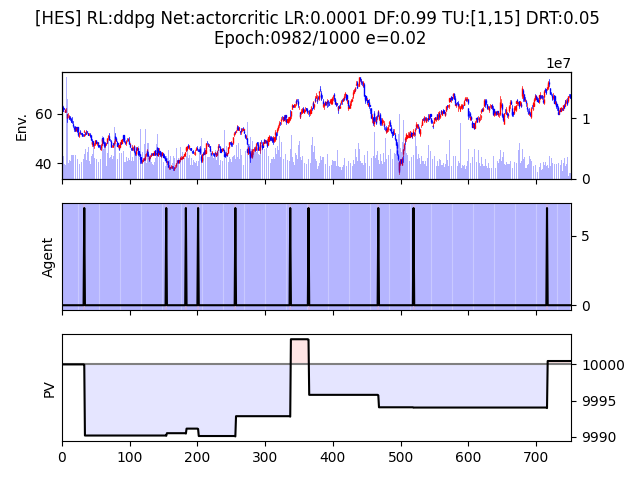 [HES] RL:ddpg Net:actorcritic LR:0.0001 DF:0.99 TU:[1,15] DRT:0.05
Epoch:0982/1000 e=0.02
1e7
Env.
60
40
1
0
Agent
5
0
PV
10000
9995
9990
0 100 200 300 400 500 600 700